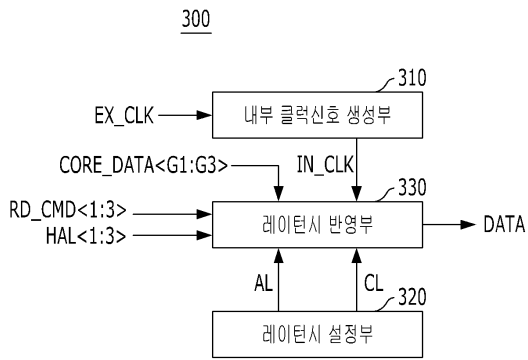 300
310
내부 클럭신호 생성부
EX_CLK
CORE_DATA<G1:G3>
IN_CLK
330
RD_CMD<1:3>
HAL<1:3>
레이턴시 반영부
DATA
AL
CL
320
레이턴시 설정부